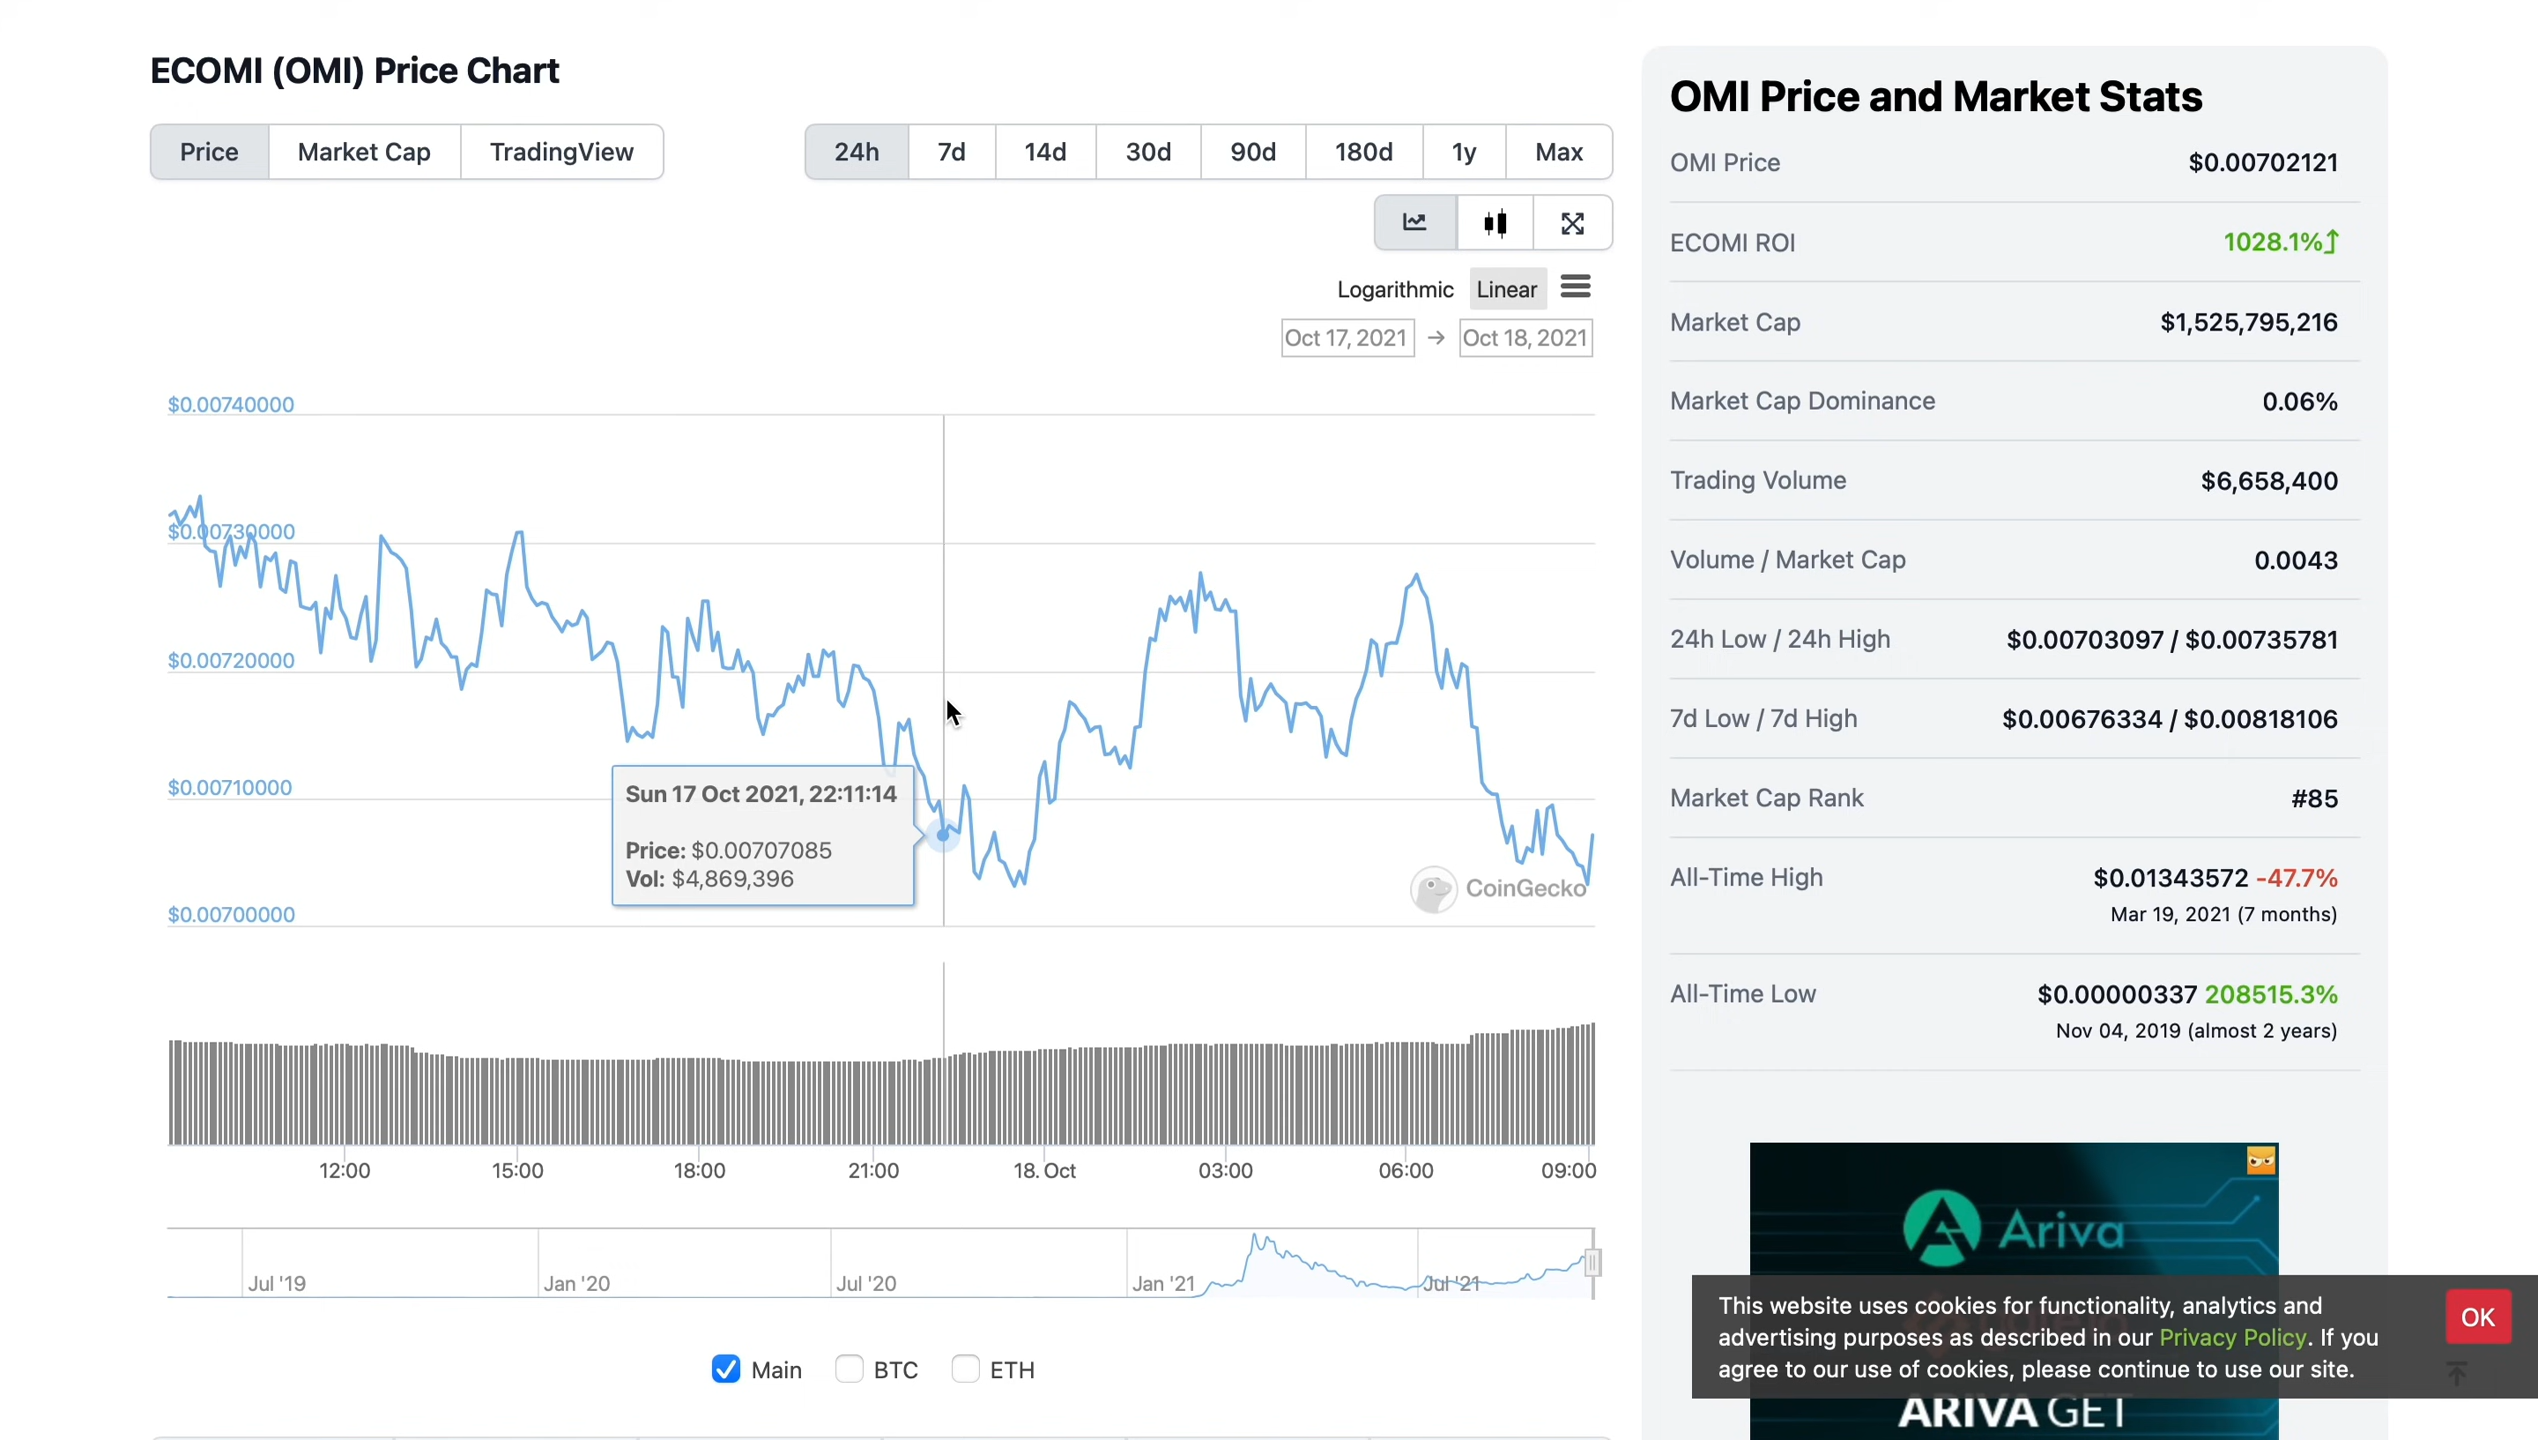 ECOMI (OMI) Price Chart
Price Market Cap TradingView
24h 7d 14d 30d 90d 180d 1y Max
Logarithmic Linear
Oct 17, 2021 → Oct 18, 2021
$0.00740000
$0.00730000
$0.00720000
$0.00710000
$0.00700000
Sun 17 Oct 2021, 22:11:14
Price: $0.00707085
Vol: $4,869,396
CoinGecko
12:00 15:00 18:00 21:00 18. Oct 03:00 06:00 09:00
Jul '19 Jan '20 Jul '20 Jan '21 Jul '21
Main BTC ETH
OMI Price and Market Stats
OMI Price $0.00702121
ECOMI ROI 1028.1%
Market Cap $1,525,795,216
Market Cap Dominance 0.06%
Trading Volume $6,658,400
Volume / Market Cap 0.0043
24h Low / 24h High $0.00703097 / $0.00735781
7d Low / 7d High $0.00676334 / $0.00818106
Market Cap Rank #85
All-Time High $0.01343572 -47.7%
Mar 19, 2021 (7 months)
All-Time Low $0.00000337 208515.3%
Nov 04, 2019 (almost 2 years)
Ariva
This website uses cookies for functionality, analytics and
advertising purposes as described in our Privacy Policy. If you
agree to our use of cookies, please continue to use our site.
OK
ARIVA GET